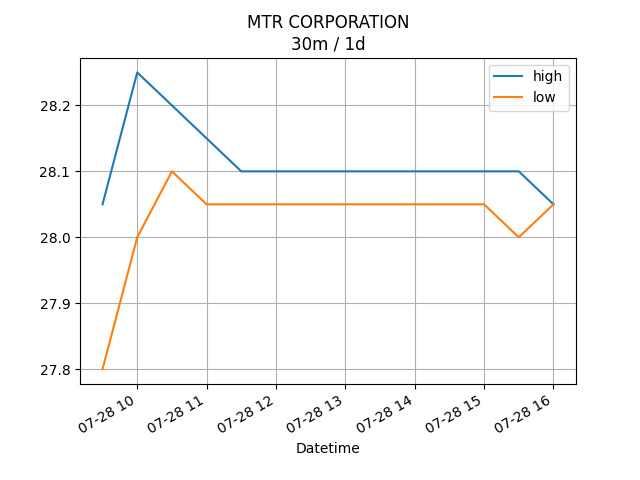 MTR CORPORATION
30m / 1d
high
low
28.2
28.1
28.0
27.9
27.8
07-28 10
07-28 11
07-28 12
07-28 13
07-28 14
07-28 15
07-28 16
Datetime